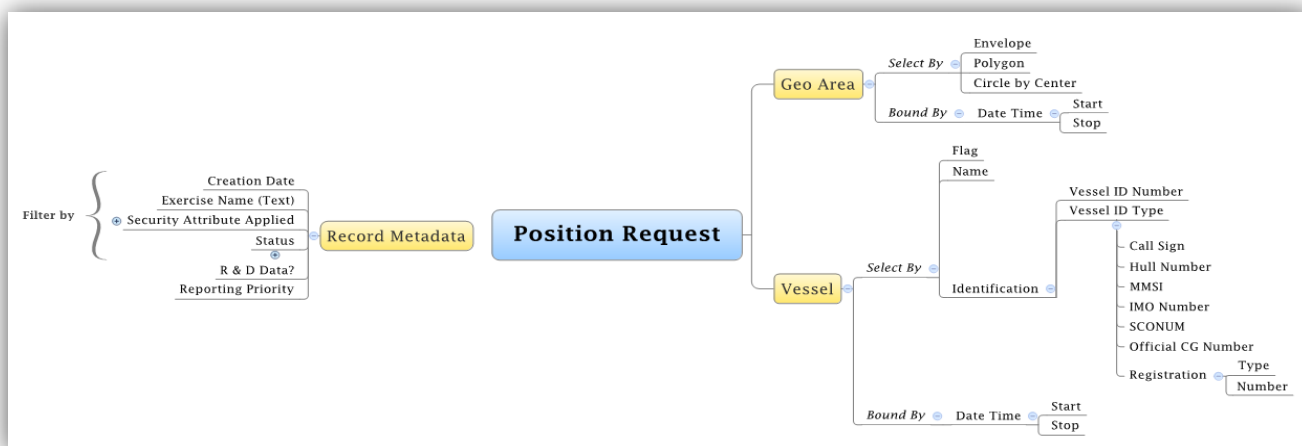 Filter by
Creation Date
Exercise Name (Text)
Security Attribute Applied
Status
R & D Data?
Reporting Priority
Record Metadata
Position Request
Geo Area
Select By
Envelope
Polygon
Circle by Center
Bound By
Date Time
Start
Stop
Vessel
Select By
Flag
Name
Identification
Vessel ID Number
Vessel ID Type
Call Sign
Hull Number
MMSI
IMO Number
SCONUM
Official CG Number
Registration
Type
Number
Bound By
Date Time
Start
Stop